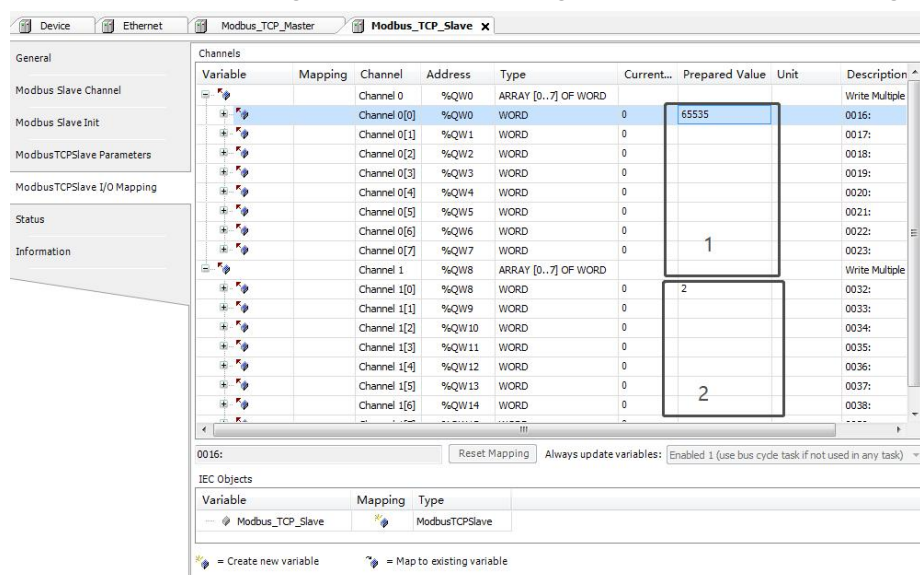 Device Ethernet Modbus_TCP_Master Modbus_TCP_Slave X
General
Modbus Slave Channel
Modbus Slave Init
ModbusTCPSlave Parameters
ModbusTCPSlave I/O Mapping
Status
Information
Channels
Variable Mapping Channel Address Type Current... Prepared Value Unit Description
Channel 0 %QW0 ARRAY [0..7] OF WORD Write Multiple
Channel 0[0] %QW0 WORD 0 65535 0016:
Channel 0[1] %QW1 WORD 0 0017:
Channel 0[2] %QW2 WORD 0 0018:
Channel 0[3] %QW3 WORD 0 0019:
Channel 0[4] %QW4 WORD 0 0020:
Channel 0[5] %QW5 WORD 0 0021:
Channel 0[6] %QW6 WORD 0 0022:
Channel 0[7] %QW7 WORD 0 0023:
1
Channel 1 %QW8 ARRAY [0..7] OF WORD Write Multiple
Channel 1[0] %QW8 WORD 0 2 0032:
Channel 1[1] %QW9 WORD 0 0033:
Channel 1[2] %QW10 WORD 0 0034:
Channel 1[3] %QW11 WORD 0 0035:
Channel 1[4] %QW12 WORD 0 0036:
Channel 1[5] %QW13 WORD 0 0037:
Channel 1[6] %QW14 WORD 0 0038:
2
0016: Reset Mapping Always update variables: Enabled 1 (use bus cycle task if not used in any task)
IEC Objects
Variable Mapping Type
Modbus_TCP_Slave ModbusTCPSlave
= Create new variable = Map to existing variable